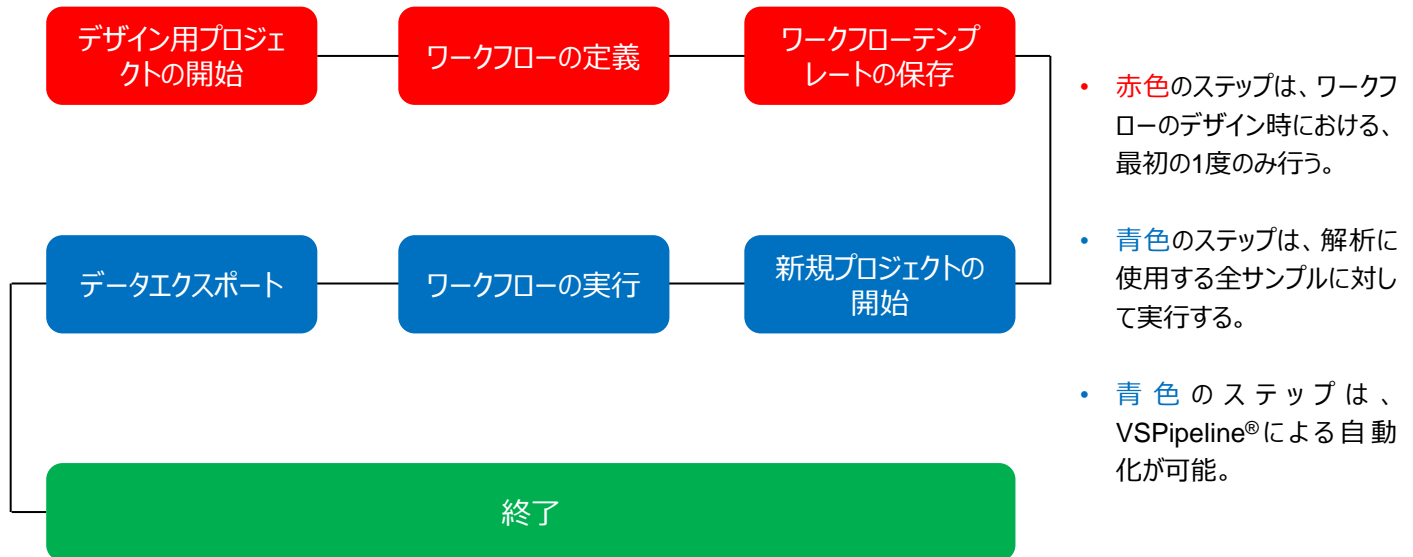 デザイン用プロジェ
クトの開始
ワークフローの定義
ワークフローテンプ
レートの保存
データエクスポート
ワークフローの実行
新規プロジェクトの
開始
終了
• 赤色のステップは、ワークフ
ローのデザイン時における、
最初の1度のみ行う。
• 青色のステップは、解析に
使用する全サンプルに対し
て実行する。
• 青色のステップは、
VSPipeline®による自動
化が可能。